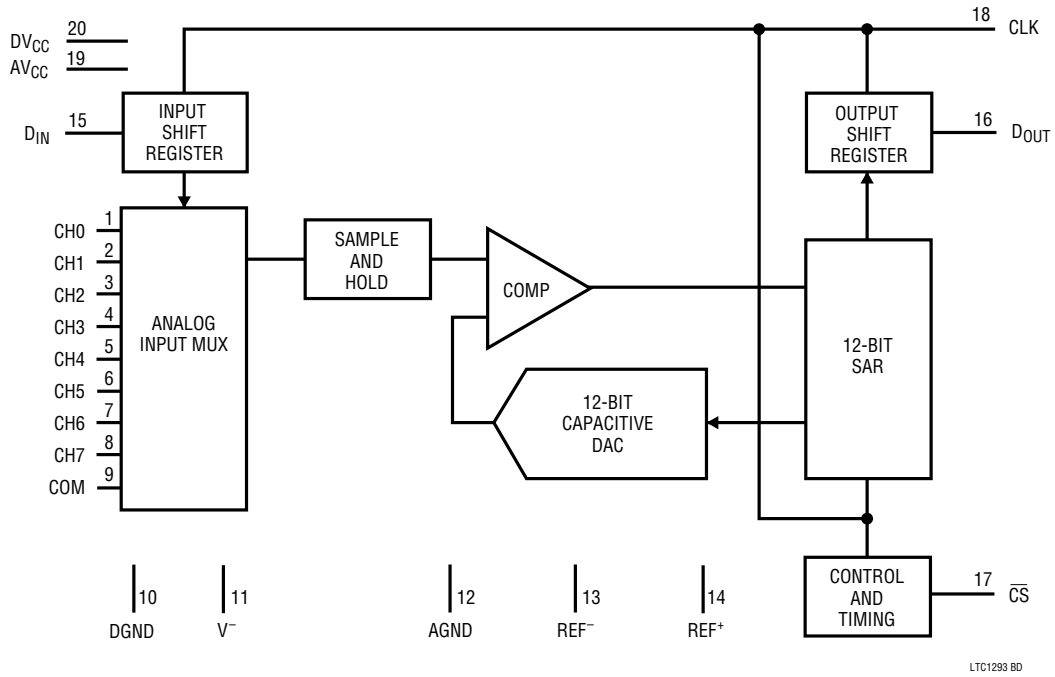 18 CLK
DVCC 20
AVCC 19
INPUT
SHIFT
REGISTER
DIN 15
OUTPUT
SHIFT
REGISTER
16 DOUT
CH0 1
CH1 2
CH2 3
CH3 4
CH4 5
CH5 6
CH6 7
CH7 8
COM 9
ANALOG
INPUT MUX
SAMPLE
AND
HOLD
COMP
12-BIT
CAPACITIVE
DAC
12-BIT
SAR
CONTROL
AND
TIMING
17 C̅S̅
10
DGND
11
V–
12
AGND
13
REF–
14
REF+
LTC1293 BD